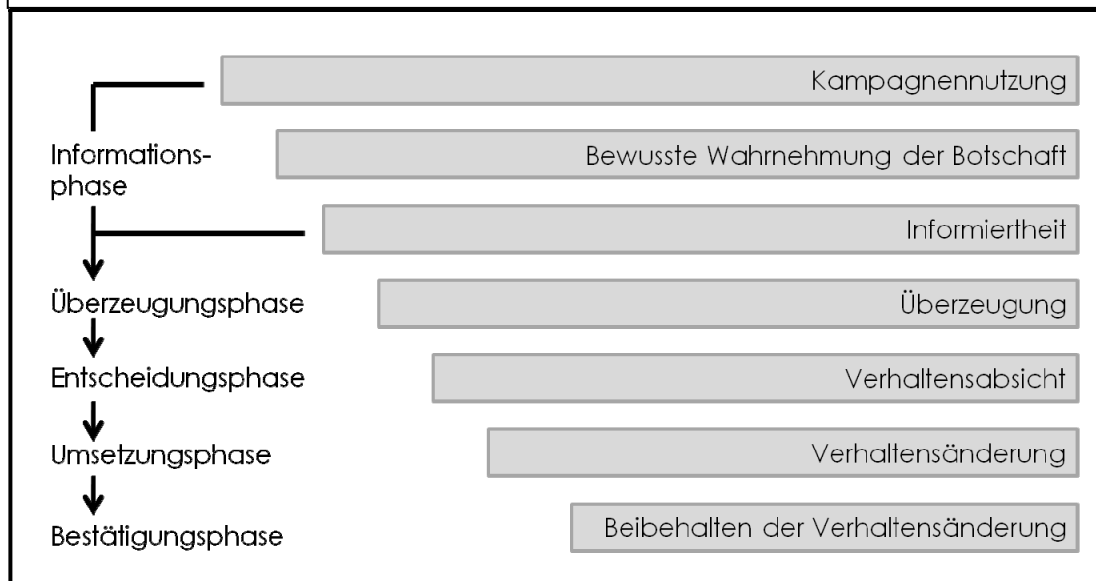 Kampagnennutzung
Informations-
phase
Bewusste Wahrnehmung der Botschaft
Informiertheit
Überzeugungsphase
Überzeugung
Entscheidungsphase
Verhaltensabsicht
Umsetzungsphase
Verhaltensänderung
Bestätigungsphase
Beibehalten der Verhaltensänderung